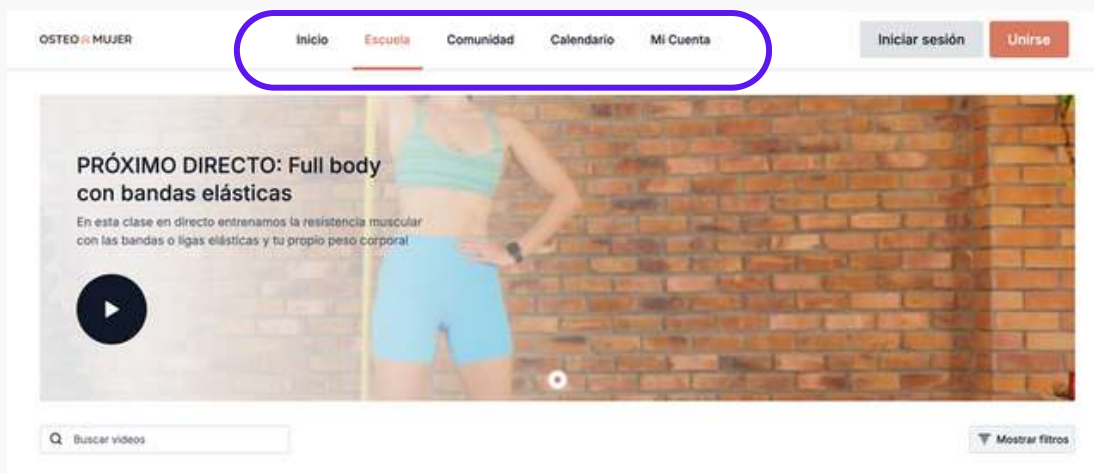 OSTEO & MUJER
Inicio Escuela Comunidad Calendario Mi Cuenta
Iniciar sesión Unirse
PRÓXIMO DIRECTO: Full body
con bandas elásticas
En esta clase en directo entrenamos la resistencia muscular
con las bandas o ligas elásticas y tu propio peso corporal
Buscar videos
Mostrar filtros